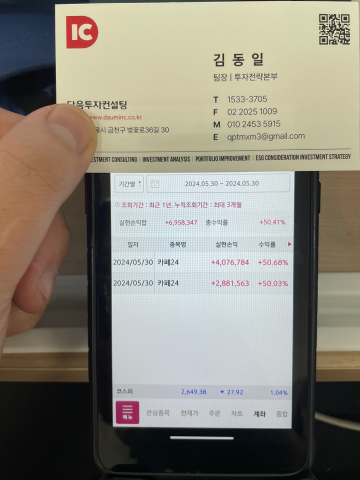 IC
김동일
팀장 | 투자전략본부
다음투자컨설팅
www.dauminc.co.kr
금천구 벚꽃로36길 30
T 1533-3705
F 02 2025 1009
M 010 2453 5915
E qptmxm3@gmail.com
INVESTMENT CONSULTING | INVESTMENT ANALYSIS | PORTFOLIO IMPROVEMENT | ESG CONSIDERATION INVESTMENT STRATEGY
기간별 2024.05.30 ~ 2024.05.30
조회기간 : 최근 1년, 누적조회기간 : 최대 3개월
실현손익합 +6,958,347 총수익률 +50.41%
일자 종목명 실현손익 수익률
2024/05/30 카페24 +4,076,784 +50.68%
2024/05/30 카페24 +2,881,563 +50.03%
코스피 2,649.38 ▼ 27.92 1.04%
메뉴 관심종목 현재가 주문 차트 계좌 종합